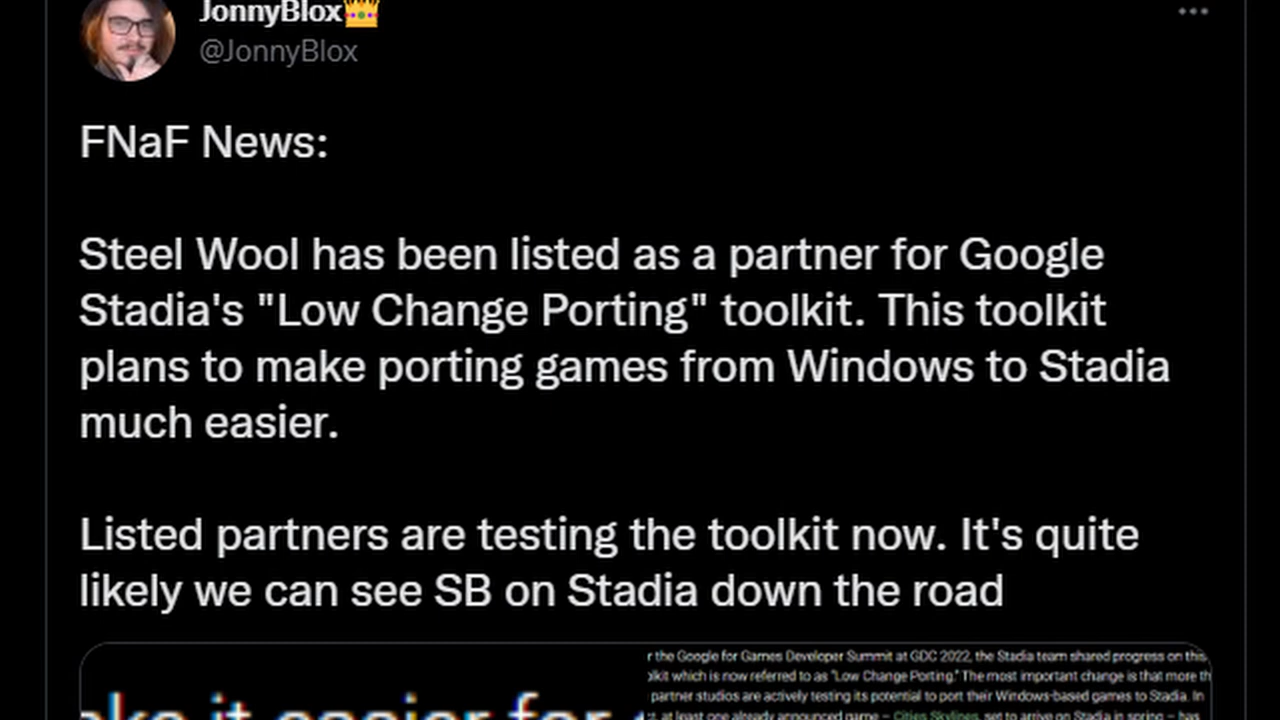 JonnyBlox👑
@JonnyBlox
FNaF News:
Steel Wool has been listed as a partner for Google
Stadia's "Low Change Porting" toolkit. This toolkit
plans to make porting games from Windows to Stadia
much easier.
Listed partners are testing the toolkit now. It's quite
likely we can see SB on Stadia down the road
it easier for
r the Google for Games Developer Summit at GDC 2022, the Stadia team shared progress on this
which is now referred to as "Low Change Porting." The most important change is that more th
partner studios are actively testing its potential to port their Windows-based games to Stadia. In
at least one already announced game – Cities Skylines, set to arrive on Stadia in spring – has